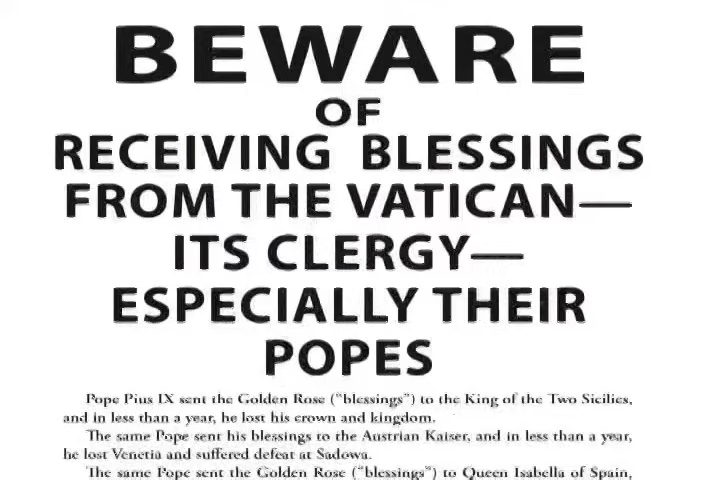 BEWARE
OF
RECEIVING BLESSINGS
FROM THE VATICAN—
ITS CLERGY—
ESPECIALLY THEIR
POPES
Pope Pius IX sent the Golden Rose (“blessings”) to the King of the Two Sicilies,
and in less than a year, he lost his crown and kingdom.
The same Pope sent his blessings to the Austrian Kaiser, and in less than a year,
he lost Venetia and suffered defeat at Sadowa.
The same Pope sent the Golden Rose (“blessings”) to Queen Isabella of Spain,